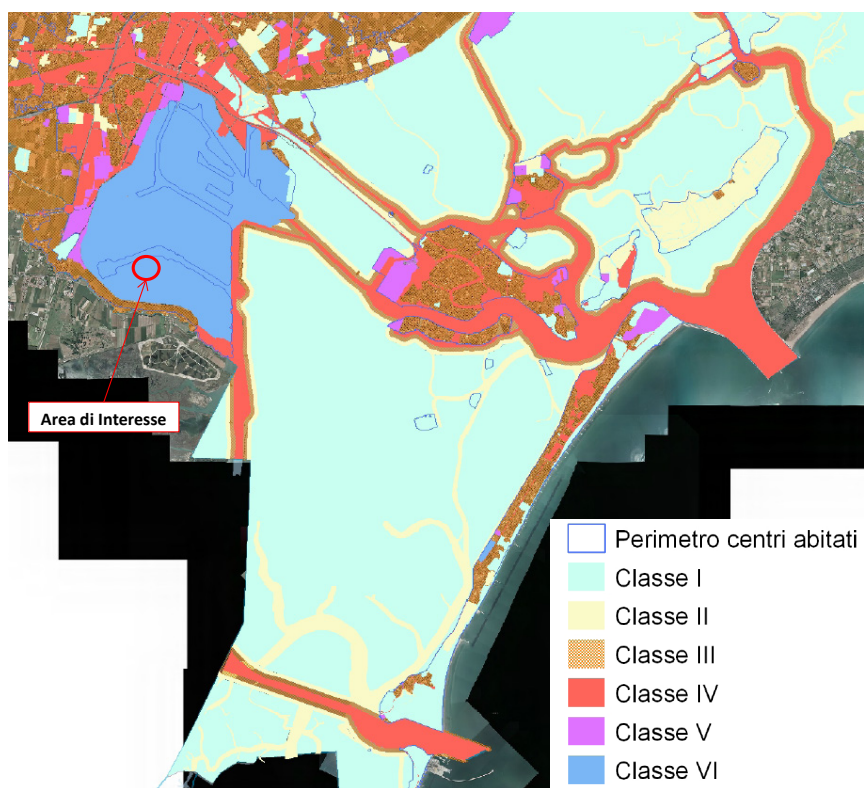 Area di Interesse
Perimetro centri abitati
Classe I
Classe II
Classe III
Classe IV
Classe V
Classe VI